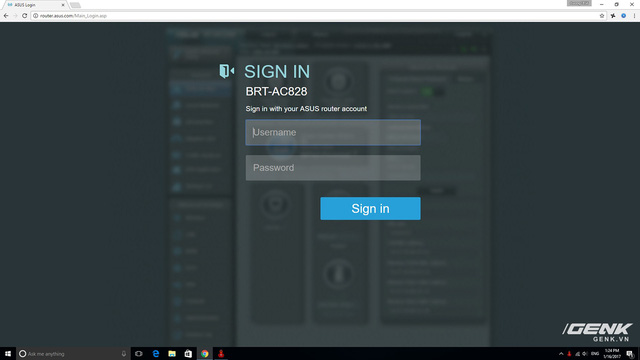 ASUS Login
router.asus.com/Main_Login.asp
SIGN IN
BRT-AC828
Sign in with your ASUS router account
Username
Password
Sign in
GENK
GENK.VN
Ask me anything
ENG
1:24 PM
1/16/2017